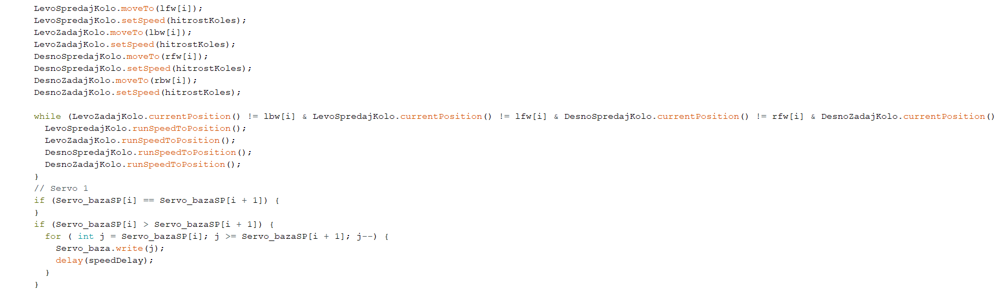 LevoSpredajKolo.moveTo(lfw[i]);
LevoSpredajKolo.setSpeed(hitrostKoles);
LevoZadajKolo.moveTo(lbw[i]);
LevoZadajKolo.setSpeed(hitrostKoles);
DesnoSpredajKolo.moveTo(rfw[i]);
DesnoSpredajKolo.setSpeed(hitrostKoles);
DesnoZadajKolo.moveTo(rbw[i]);
DesnoZadajKolo.setSpeed(hitrostKoles);
while (LevoZadajKolo.currentPosition() != lbw[i] & LevoSpredajKolo.currentPosition() != lfw[i] & DesnoSpredajKolo.currentPosition() != rfw[i] & DesnoZadajKolo.currentPosition()
LevoSpredajKolo.runSpeedToPosition();
LevoZadajKolo.runSpeedToPosition();
DesnoSpredajKolo.runSpeedToPosition();
DesnoZadajKolo.runSpeedToPosition();
}
// Servo 1
if (Servo_bazaSP[i] == Servo_bazaSP[i + 1]) {
}
if (Servo_bazaSP[i] > Servo_bazaSP[i + 1]) {
for ( int j = Servo_bazaSP[i]; j >= Servo_bazaSP[i + 1]; j--) {
Servo_baza.write(j);
delay(speedDelay);
}
}